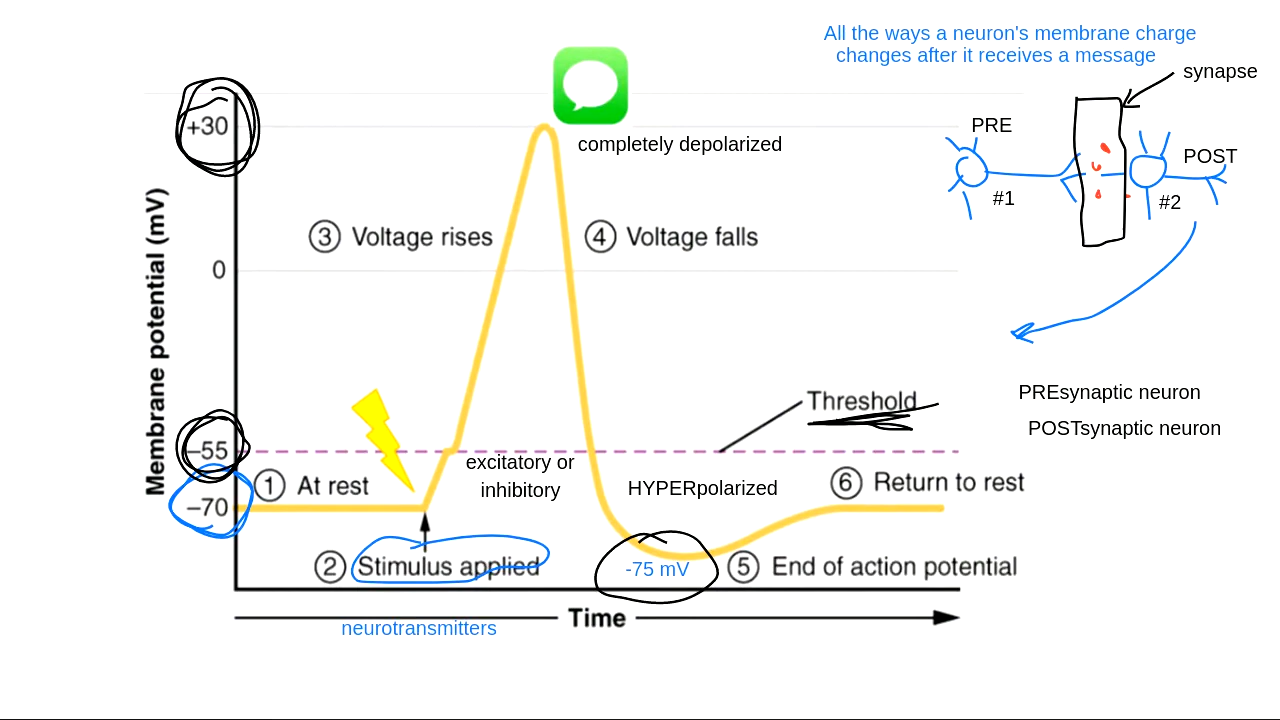 All the ways a neuron's membrane charge
changes after it receives a message
synapse
PRE
POST
#1
#2
+30
completely depolarized
③ Voltage rises
④ Voltage falls
0
Membrane potential (mV)
Threshold
PREsynaptic neuron
POSTsynaptic neuron
–55
excitatory or
inhibitory
① At rest
HYPERpolarized
⑥ Return to rest
–70
② Stimulus applied
-75 mV
⑤ End of action potential
Time
neurotransmitters